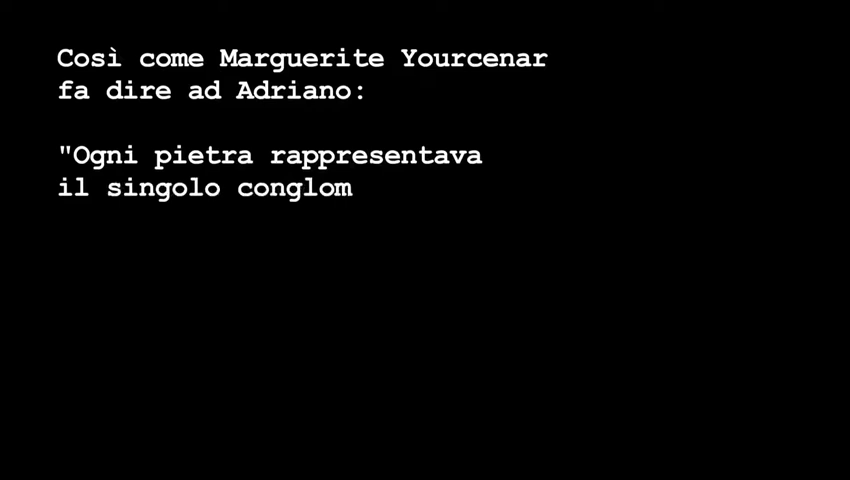 Così come Marguerite Yourcenar
fa dire ad Adriano:
"Ogni pietra rappresentava
il singolo conglom